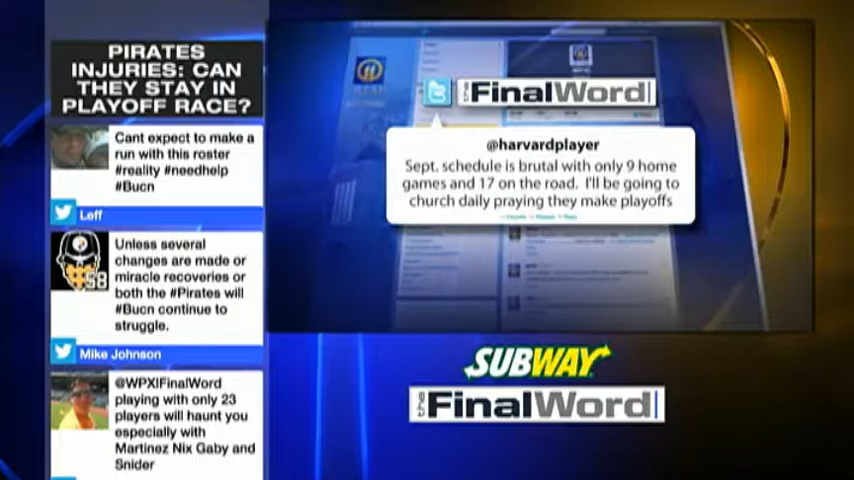 PIRATES
INJURIES: CAN
THEY STAY IN
PLAYOFF RACE?
Cant expect to make a
run with this roster
#reality #needhelp
#Bucn
Leff
Unless several
changes are made or
miracle recoveries or
both the #Pirates will
#Bucn continue to
struggle.
58
Mike Johnson
@WPXIFinalWord
playing with only 23
players will haunt you
especially with
Martinez Nix Gaby and
Snider
the FinalWord
@harvardplayer
Sept. schedule is brutal with only 9 home
games and 17 on the road. I'll be going to
church daily praying they make playoffs
SUBWAY
the FinalWord